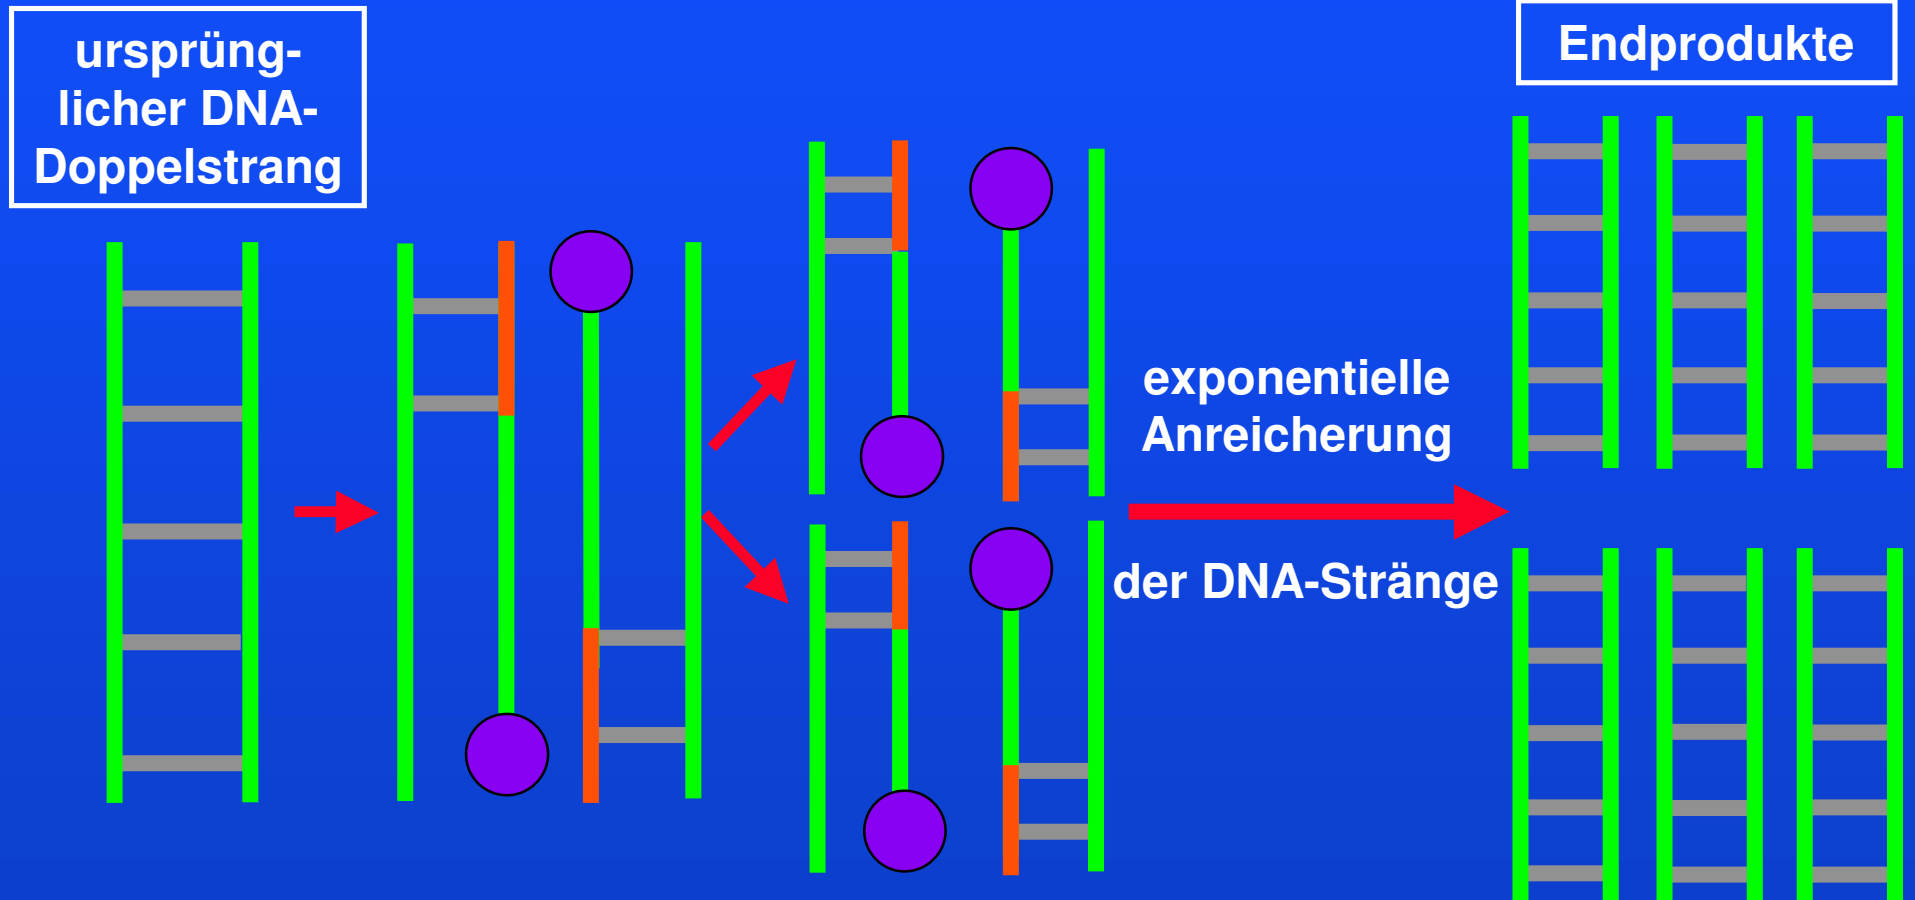 ursprüng-
licher DNA-
Doppelstrang
Endprodukte
exponentielle
Anreicherung
der DNA-Stränge